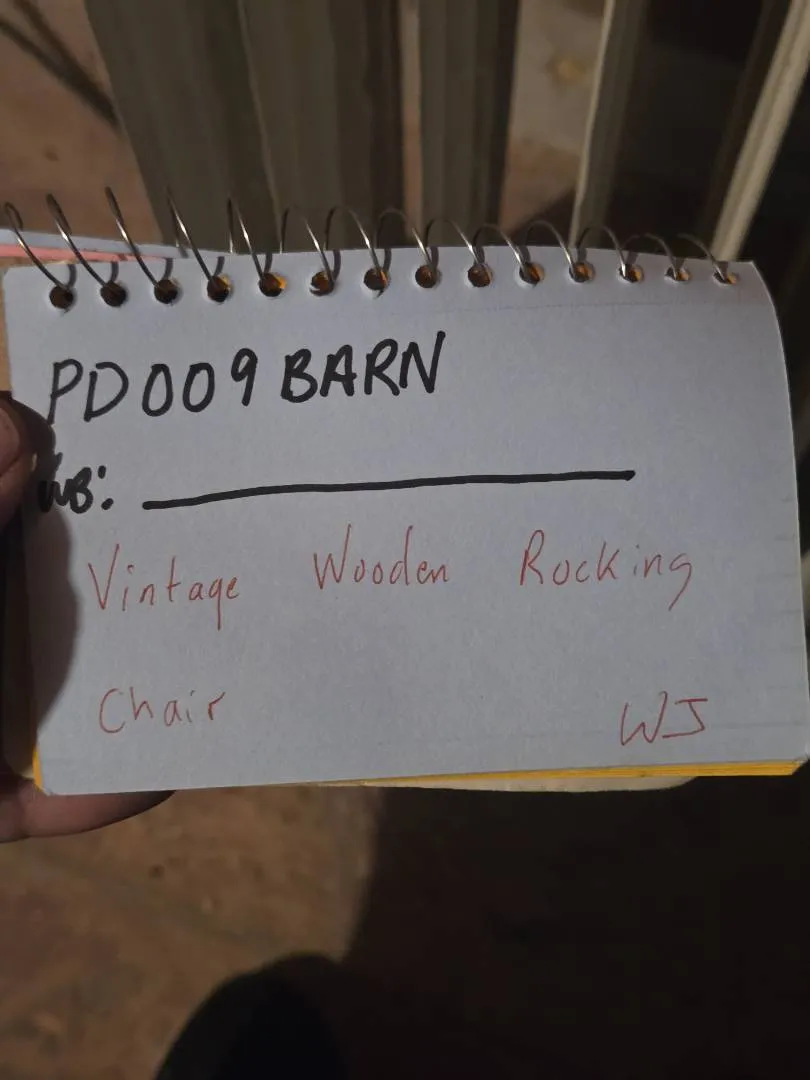 PD009 BARN
WB:
Vintage Wooden Rocking
Chair WJ